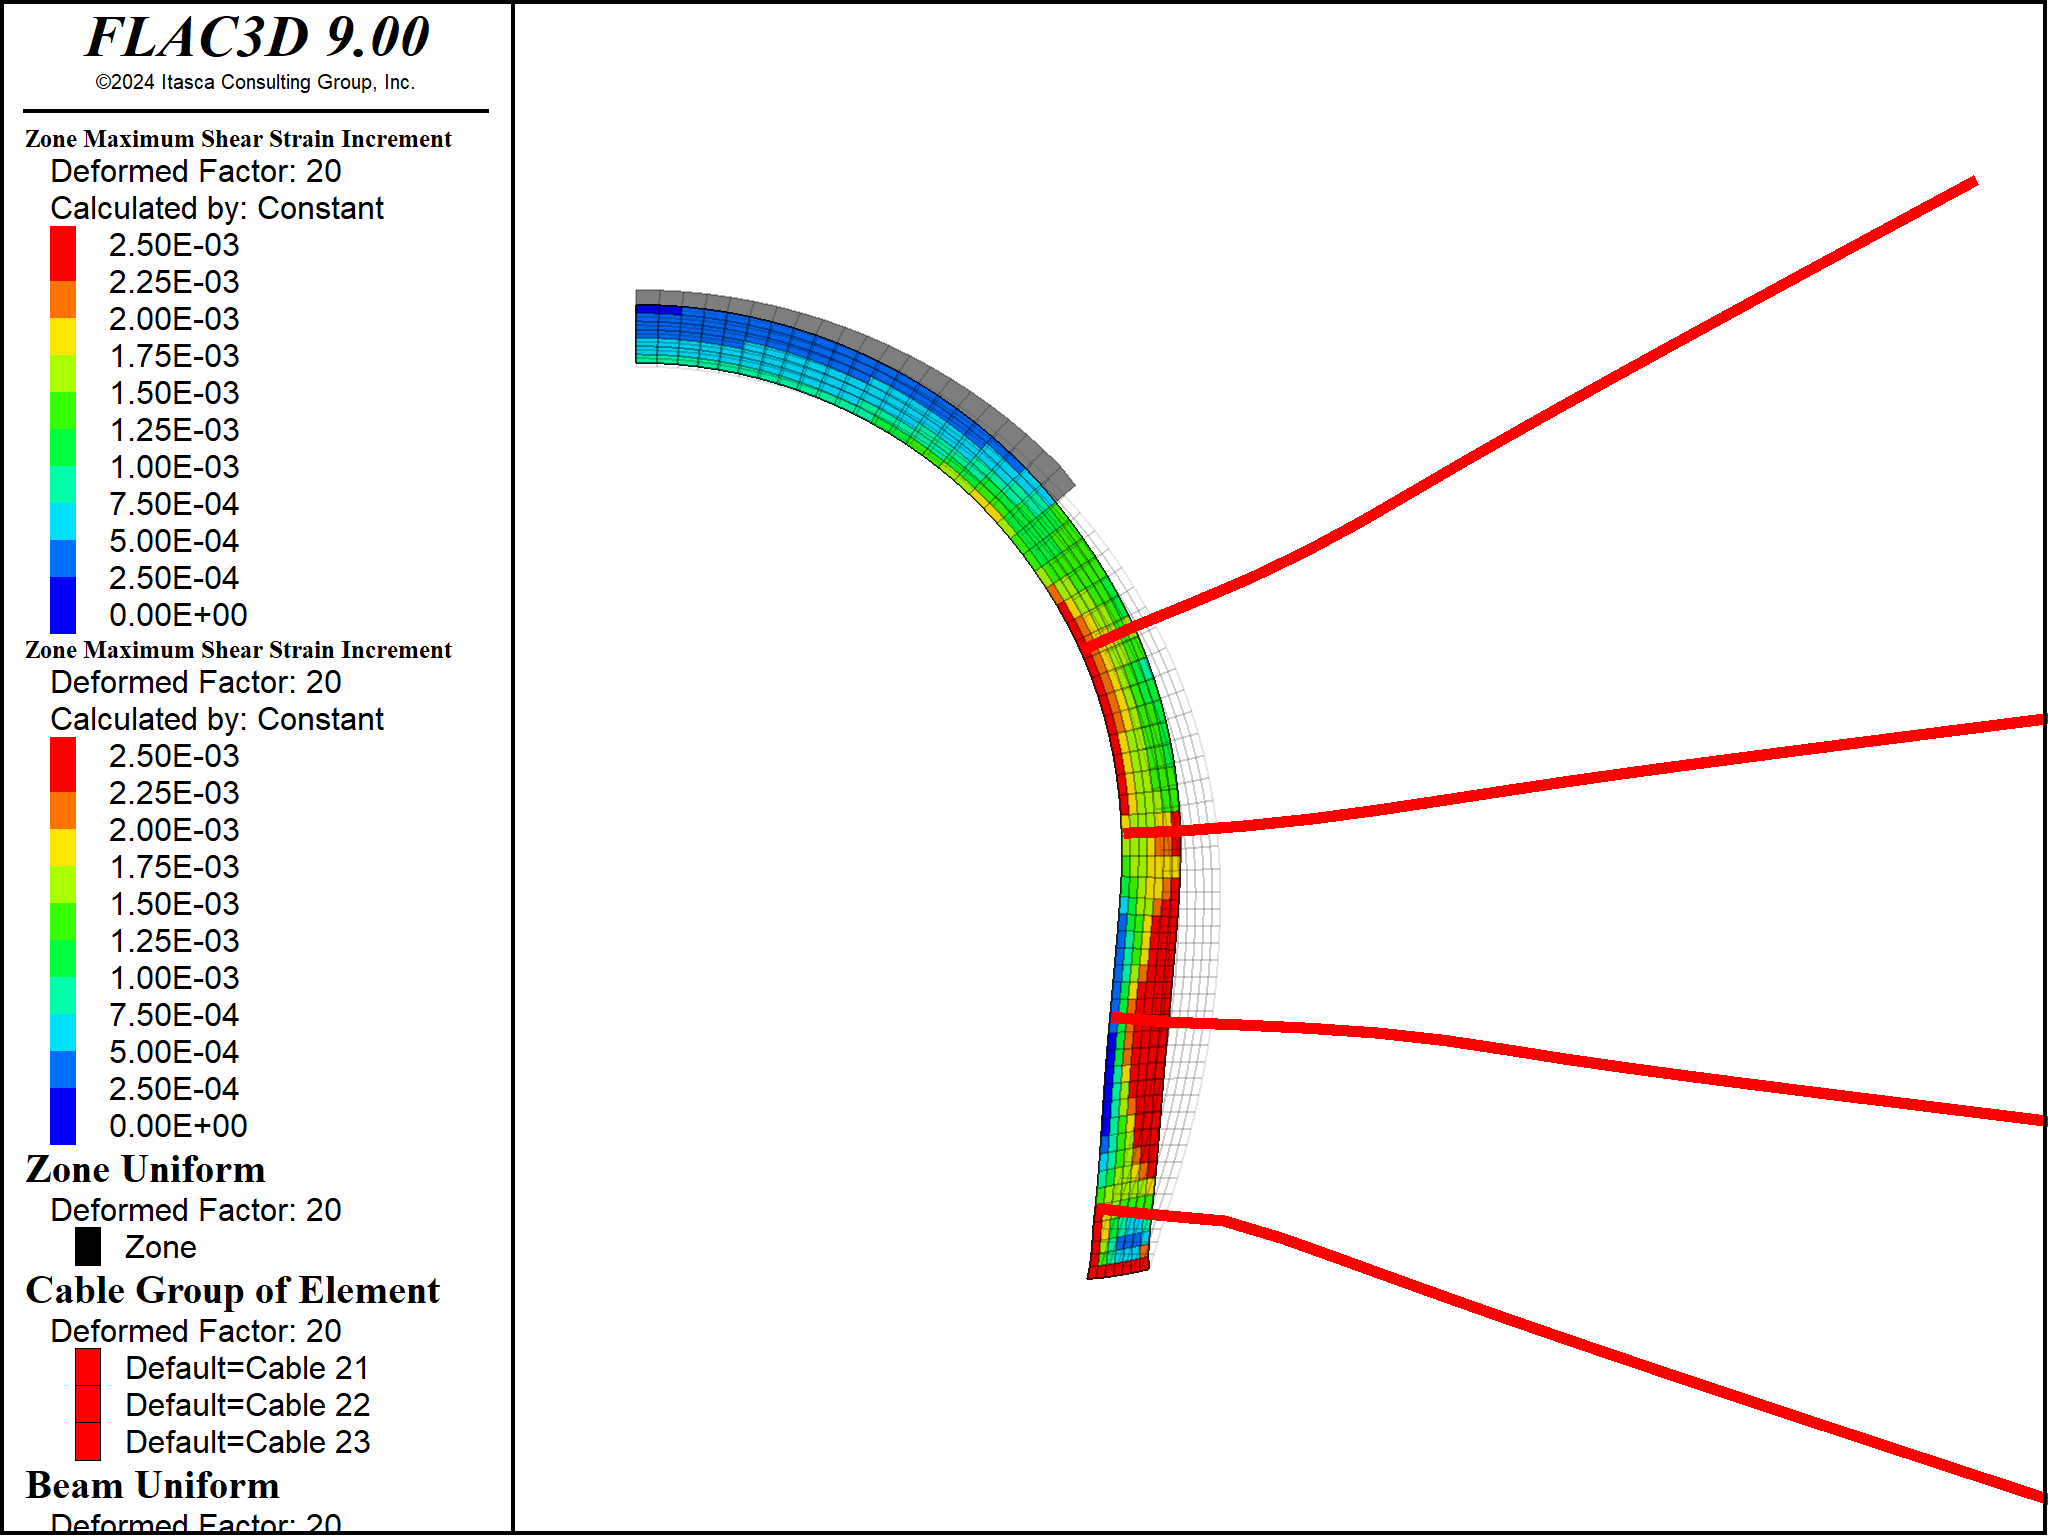 FLAC3D 9.00
©2024 Itasca Consulting Group, Inc.
Zone Maximum Shear Strain Increment
Deformed Factor: 20
Calculated by: Constant
2.50E-03
2.25E-03
2.00E-03
1.75E-03
1.50E-03
1.25E-03
1.00E-03
7.50E-04
5.00E-04
2.50E-04
0.00E+00
Zone Maximum Shear Strain Increment
Deformed Factor: 20
Calculated by: Constant
2.50E-03
2.25E-03
2.00E-03
1.75E-03
1.50E-03
1.25E-03
1.00E-03
7.50E-04
5.00E-04
2.50E-04
0.00E+00
Zone Uniform
Deformed Factor: 20
Zone
Cable Group of Element
Deformed Factor: 20
Default=Cable 21
Default=Cable 22
Default=Cable 23
Beam Uniform
Deformed Factor: 20